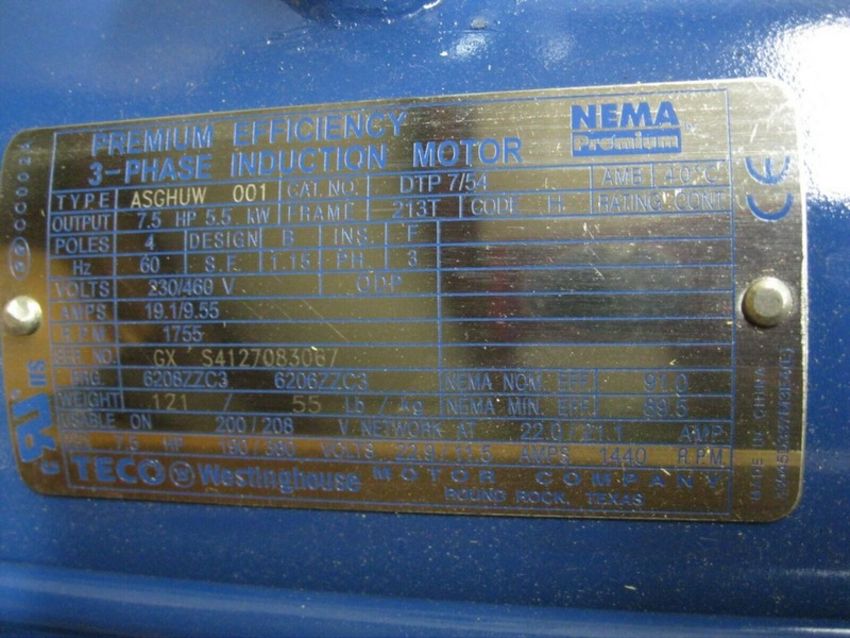 PREMIUM EFFICIENCY
3-PHASE INDUCTION MOTOR
NEMA
Premium
TYPE ASGHUW 001 CAT.NO. DTP 7/54 AMB 40°C
OUTPUT 7.5 HP 5.5 kW FRAME 213T CODE H RATING CONT
POLES 4 DESIGN B INS. F
Hz 60 S.F. 1.15 PH 3
VOLTS 230/460 V ODP
AMPS 19.1/9.55
R.P.M. 1755
SER NO. GX S4127083067
BRG. 6208ZZC3 6206ZZC3 NEMA NOM. EFF. 91.0
WEIGHT 121 / 55 Lb / kg NEMA MIN. EFF. 89.5
USABLE ON 200/208 V. NETWORK AT 22.0/21.1 AMP
7.5 HP 190/380 VOLTS 22.9/11.5 AMPS 1440 R.P.M
TECO Westinghouse MOTOR COMPANY
ROUND ROCK, TEXAS
CE
US
MADE IN CHINA